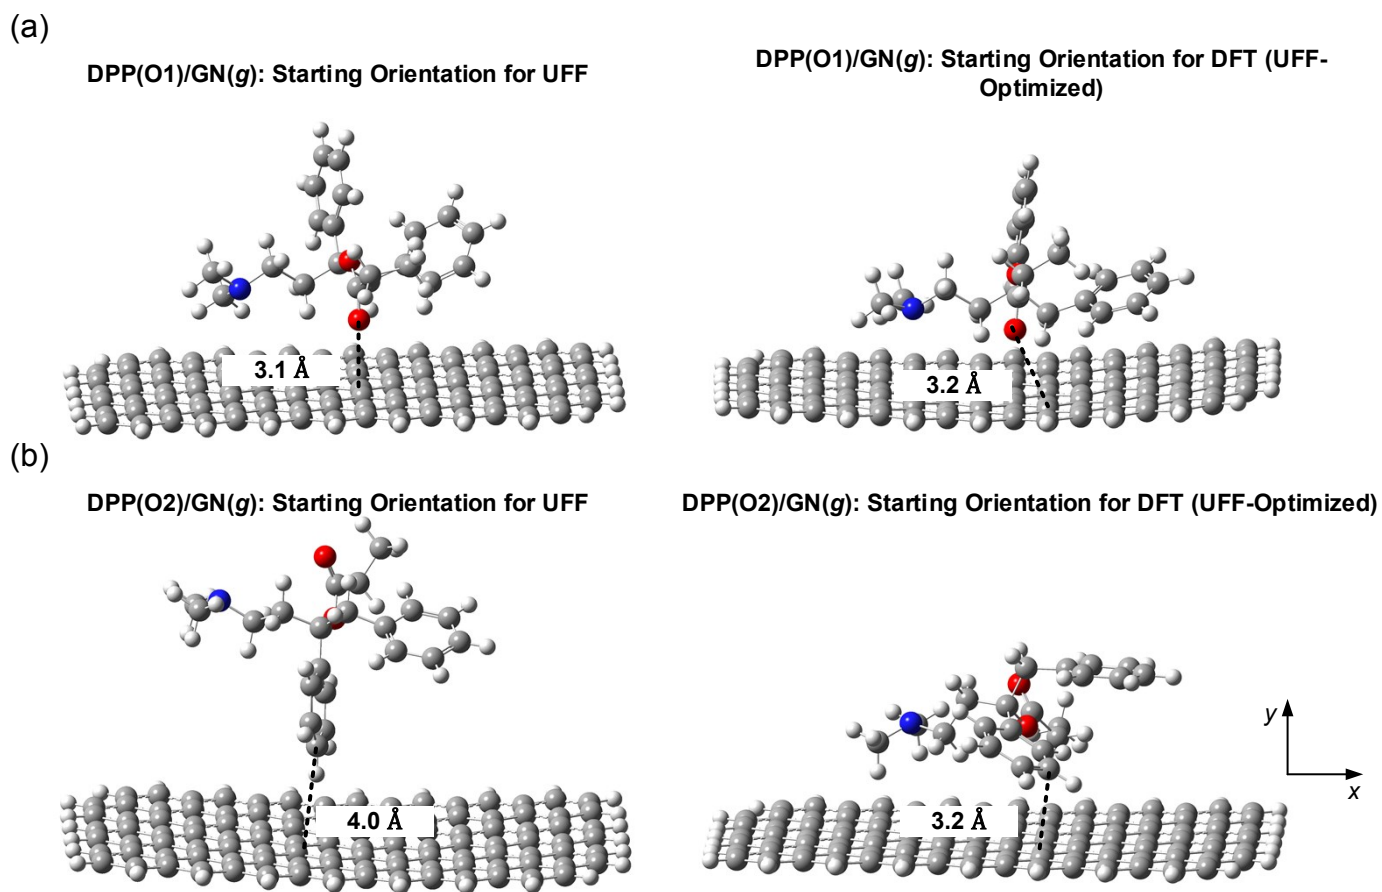 (a)
DPP(O1)/GN(g): Starting Orientation for UFF
DPP(O1)/GN(g): Starting Orientation for DFT (UFF-
Optimized)
3.1 Å
3.2 Å
(b)
DPP(O2)/GN(g): Starting Orientation for UFF
DPP(O2)/GN(g): Starting Orientation for DFT (UFF-Optimized)
4.0 Å
3.2 Å
y
x